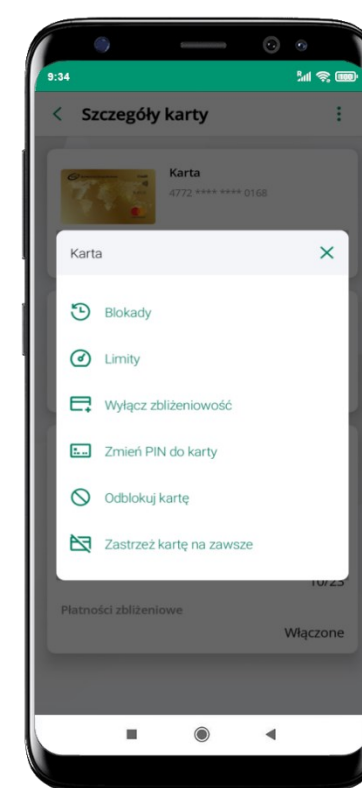 9:34
Szczegóły karty
Karta
4772 **** **** 0168
Karta
Blokady
Limity
Wyłącz zbliżeniowość
Zmień PIN do karty
Odblokuj kartę
Zastrzeż kartę na zawsze
10/23
Płatności zbliżeniowe
Włączone